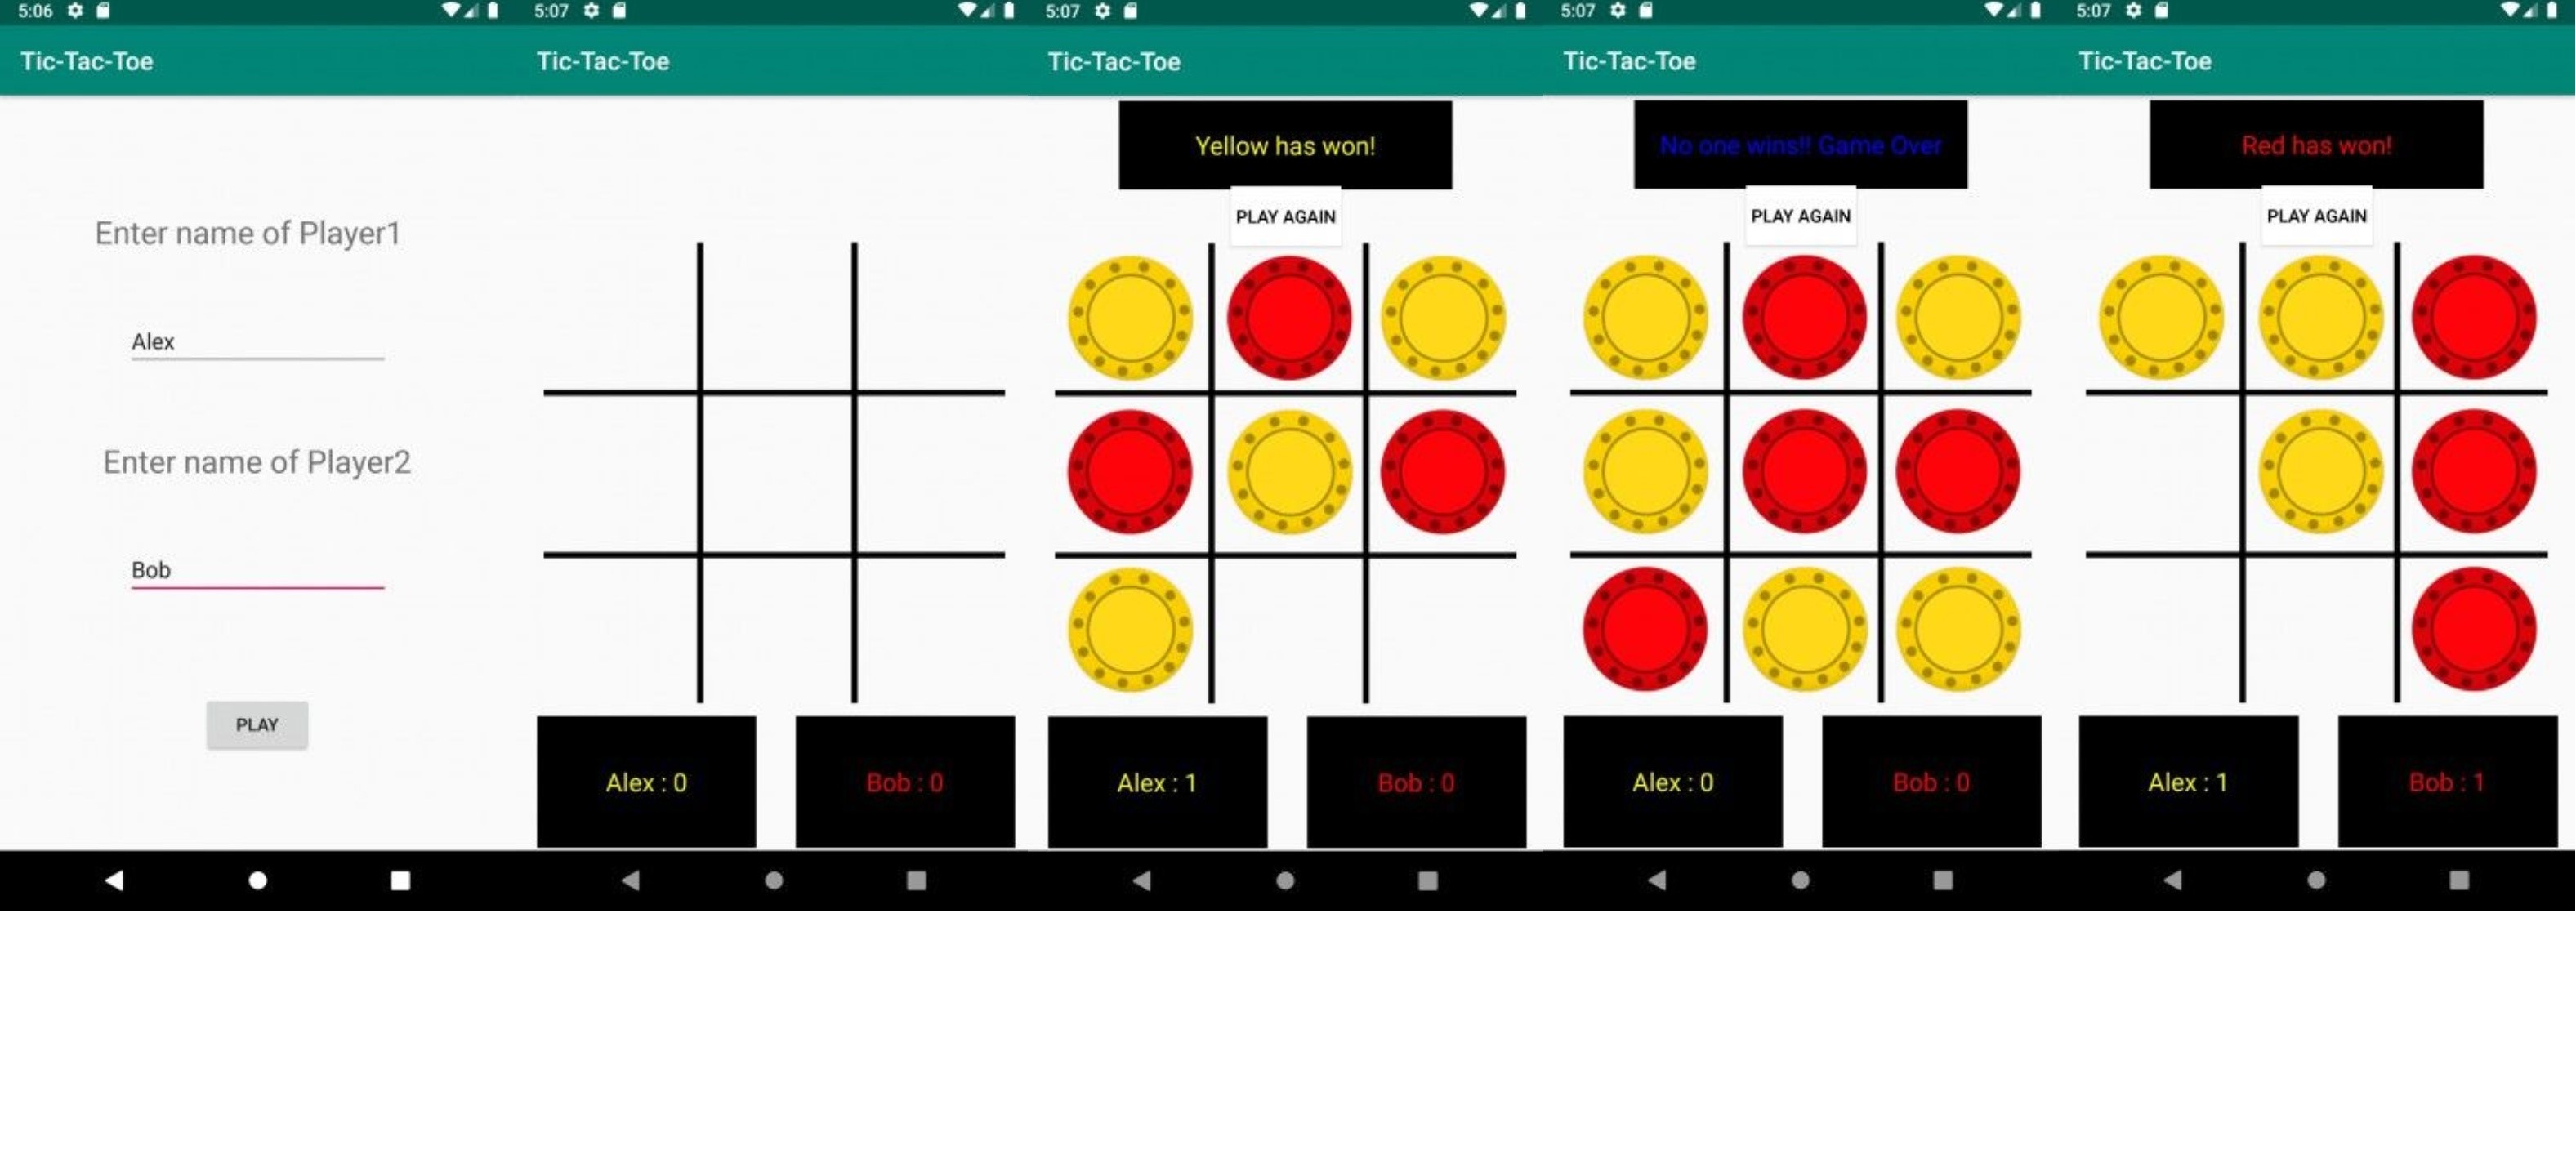 5:06
Tic-Tac-Toe
Enter name of Player1
Alex
Enter name of Player2
Bob
PLAY
5:07
Tic-Tac-Toe
Alex : 0
Bob : 0
5:07
Tic-Tac-Toe
Yellow has won!
PLAY AGAIN
Alex : 1
Bob : 0
5:07
Tic-Tac-Toe
No one wins!! Game Over
PLAY AGAIN
Alex : 0
Bob : 0
5:07
Tic-Tac-Toe
Red has won!
PLAY AGAIN
Alex : 1
Bob : 1